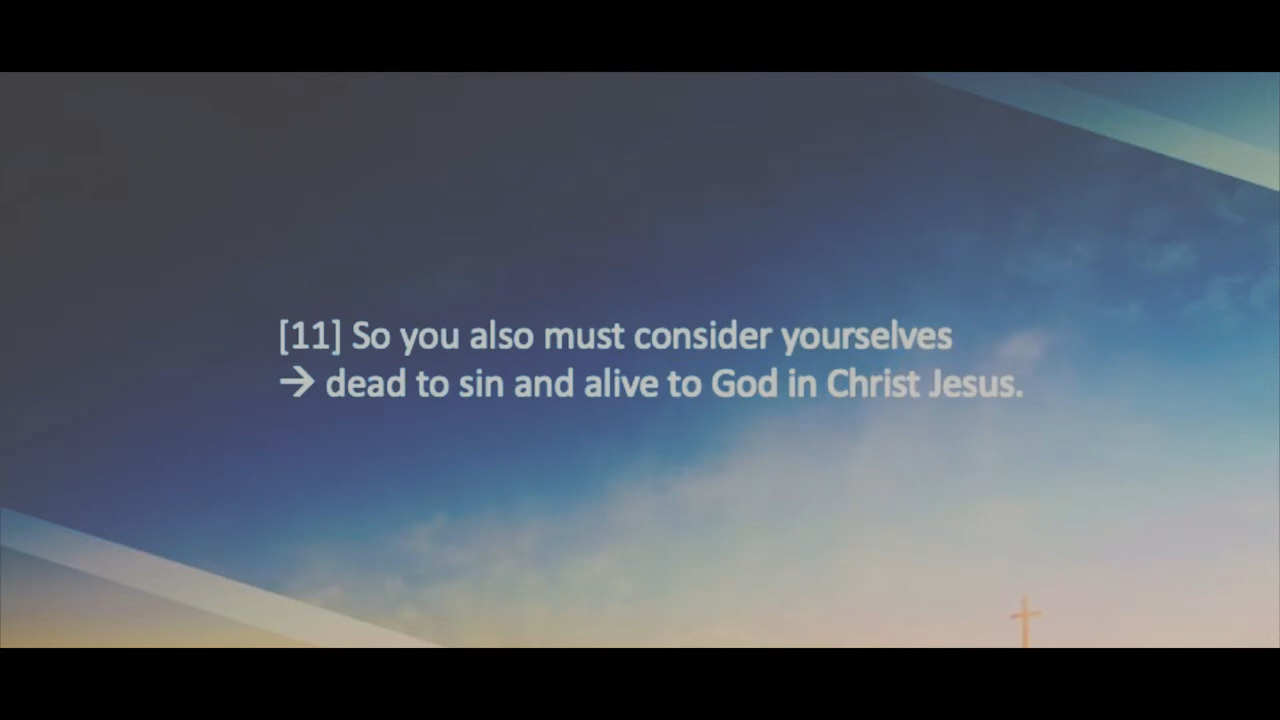 [11] So you also must consider yourselves
→ dead to sin and alive to God in Christ Jesus.